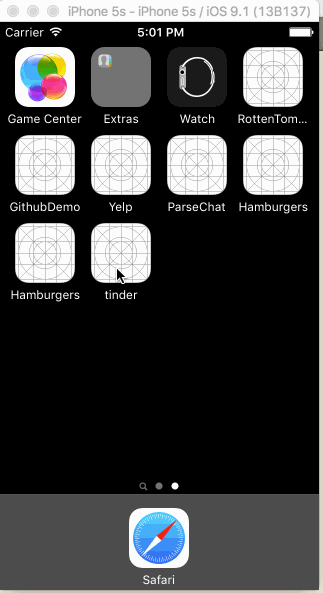 iPhone 5s - iPhone 5s / iOS 9.1 (13B137)
Carrier 5:01 PM
Game Center Extras Watch RottenTom...
GithubDemo Yelp ParseChat Hamburgers
Hamburgers tinder
Safari